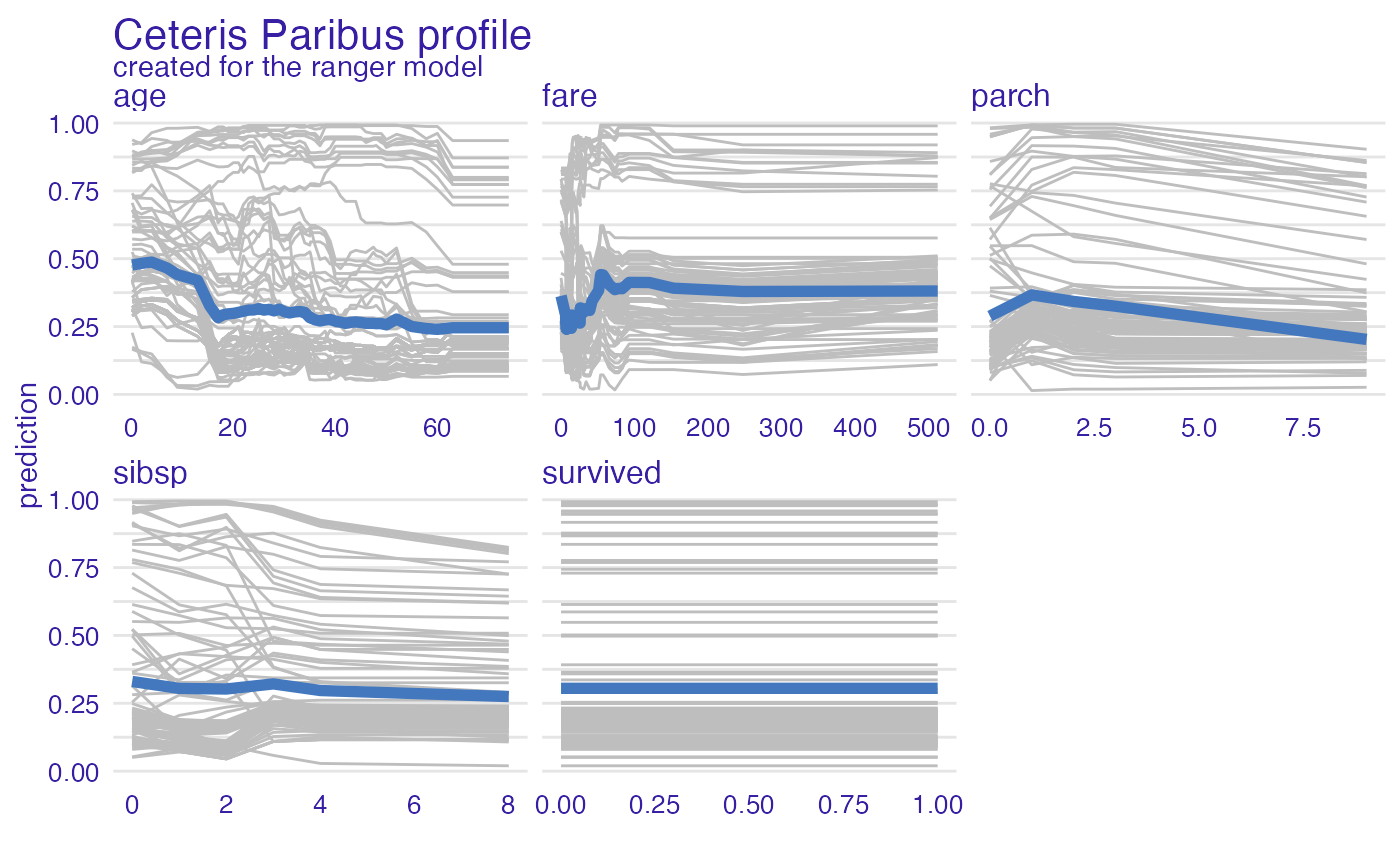 Ceteris Paribus profile
created for the ranger model
age fare parch
1.00
0.75
0.50
0.25
0.00
0 20 40 60 0 100 200 300 400 500 0.0 2.5 5.0 7.5
prediction
sibsp survived
1.00
0.75
0.50
0.25
0.00
0 2 4 6 8 0.00 0.25 0.50 0.75 1.00